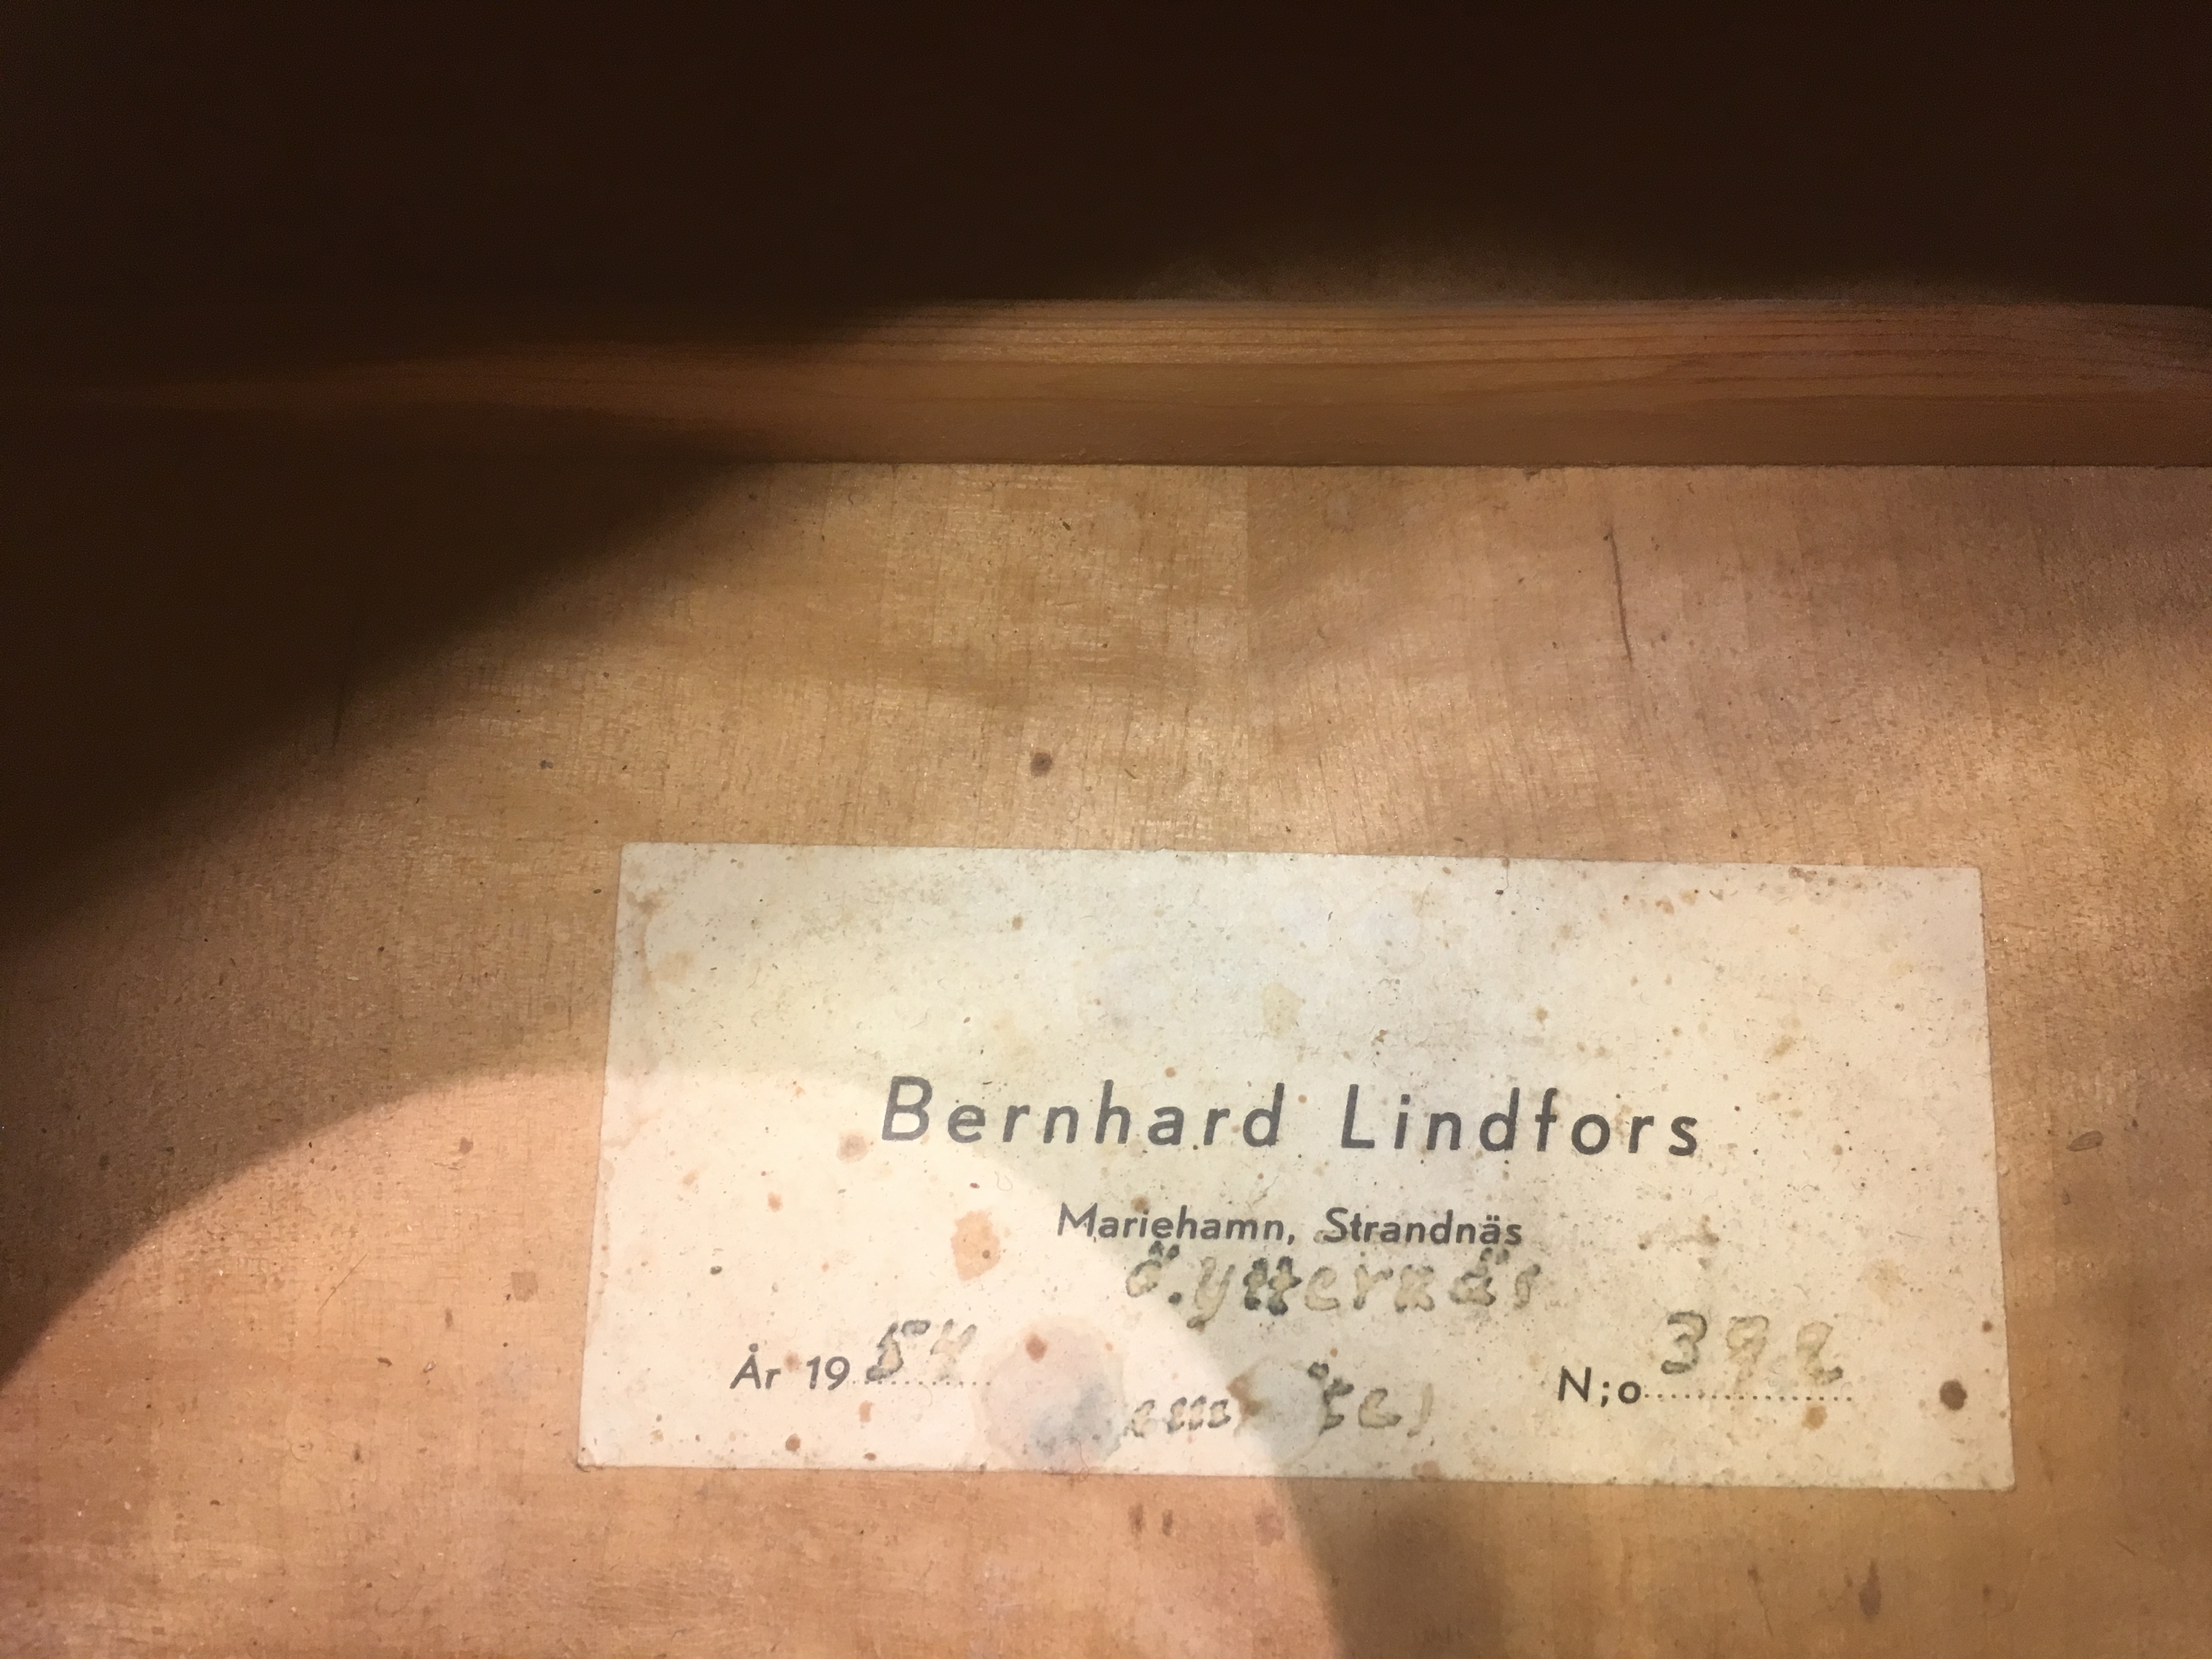 Bernhard Lindfors
Mariehamn, Strandnäs
Ö. ytternäs
År 19 54
N;o 392